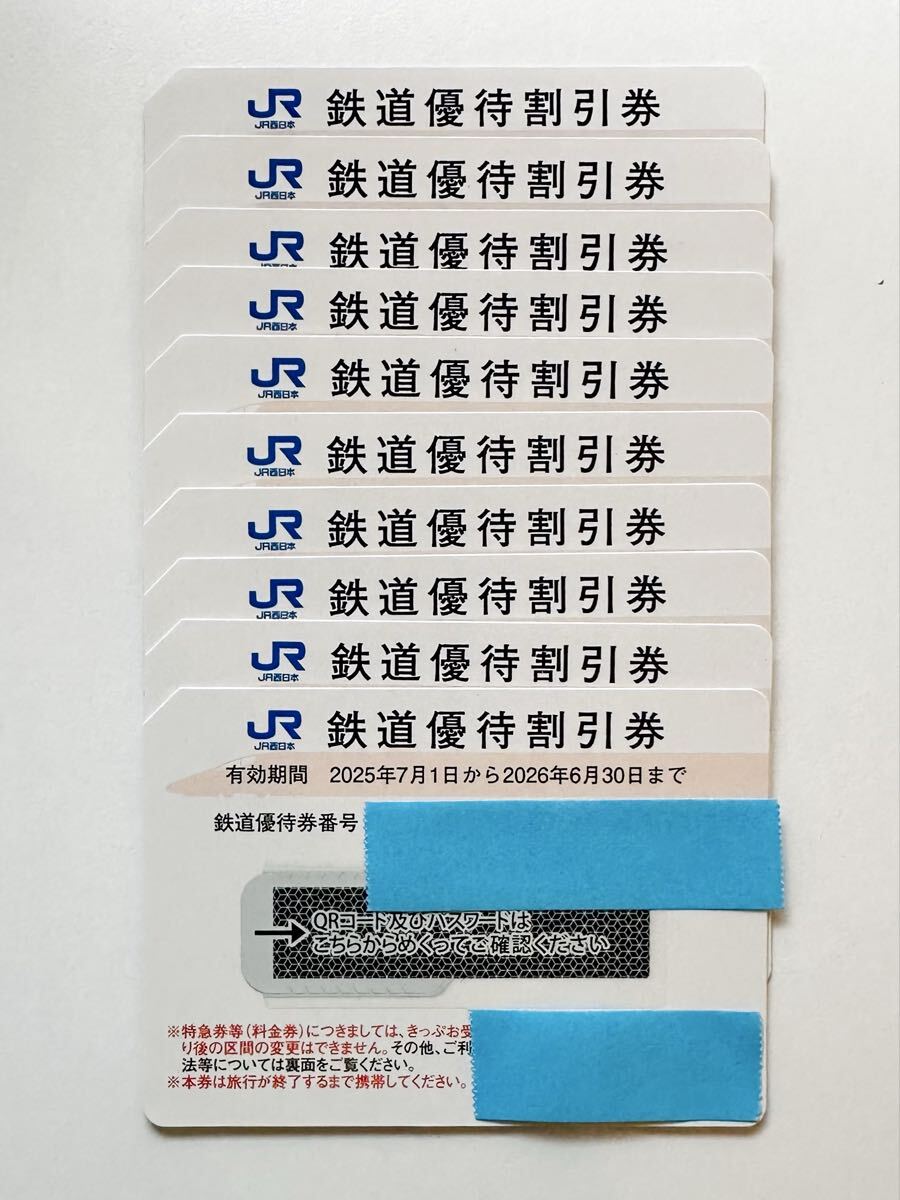 JR 鉄道優待割引券
JR西日本
JR 鉄道優待割引券
JR西日本
JR 鉄道優待割引券
JR 鉄道優待割引券
JR西日本
JR 鉄道優待割引券
JR西日本
JR 鉄道優待割引券
JR西日本
JR 鉄道優待割引券
JR西日本
JR 鉄道優待割引券
JR西日本
JR 鉄道優待割引券
JR西日本
JR 鉄道優待割引券
JR西日本
有効期間 2025年7月1日から2026年6月30日まで
鉄道優待券番号
QRコード及びパスワードは
こちらからめくってご確認ください
※特急券等(料金券)につきましては、きっぷお受
り後の区間の変更はできません。その他、ご利
法等については裏面をご覧ください。
※本券は旅行が終了するまで携帯してください。